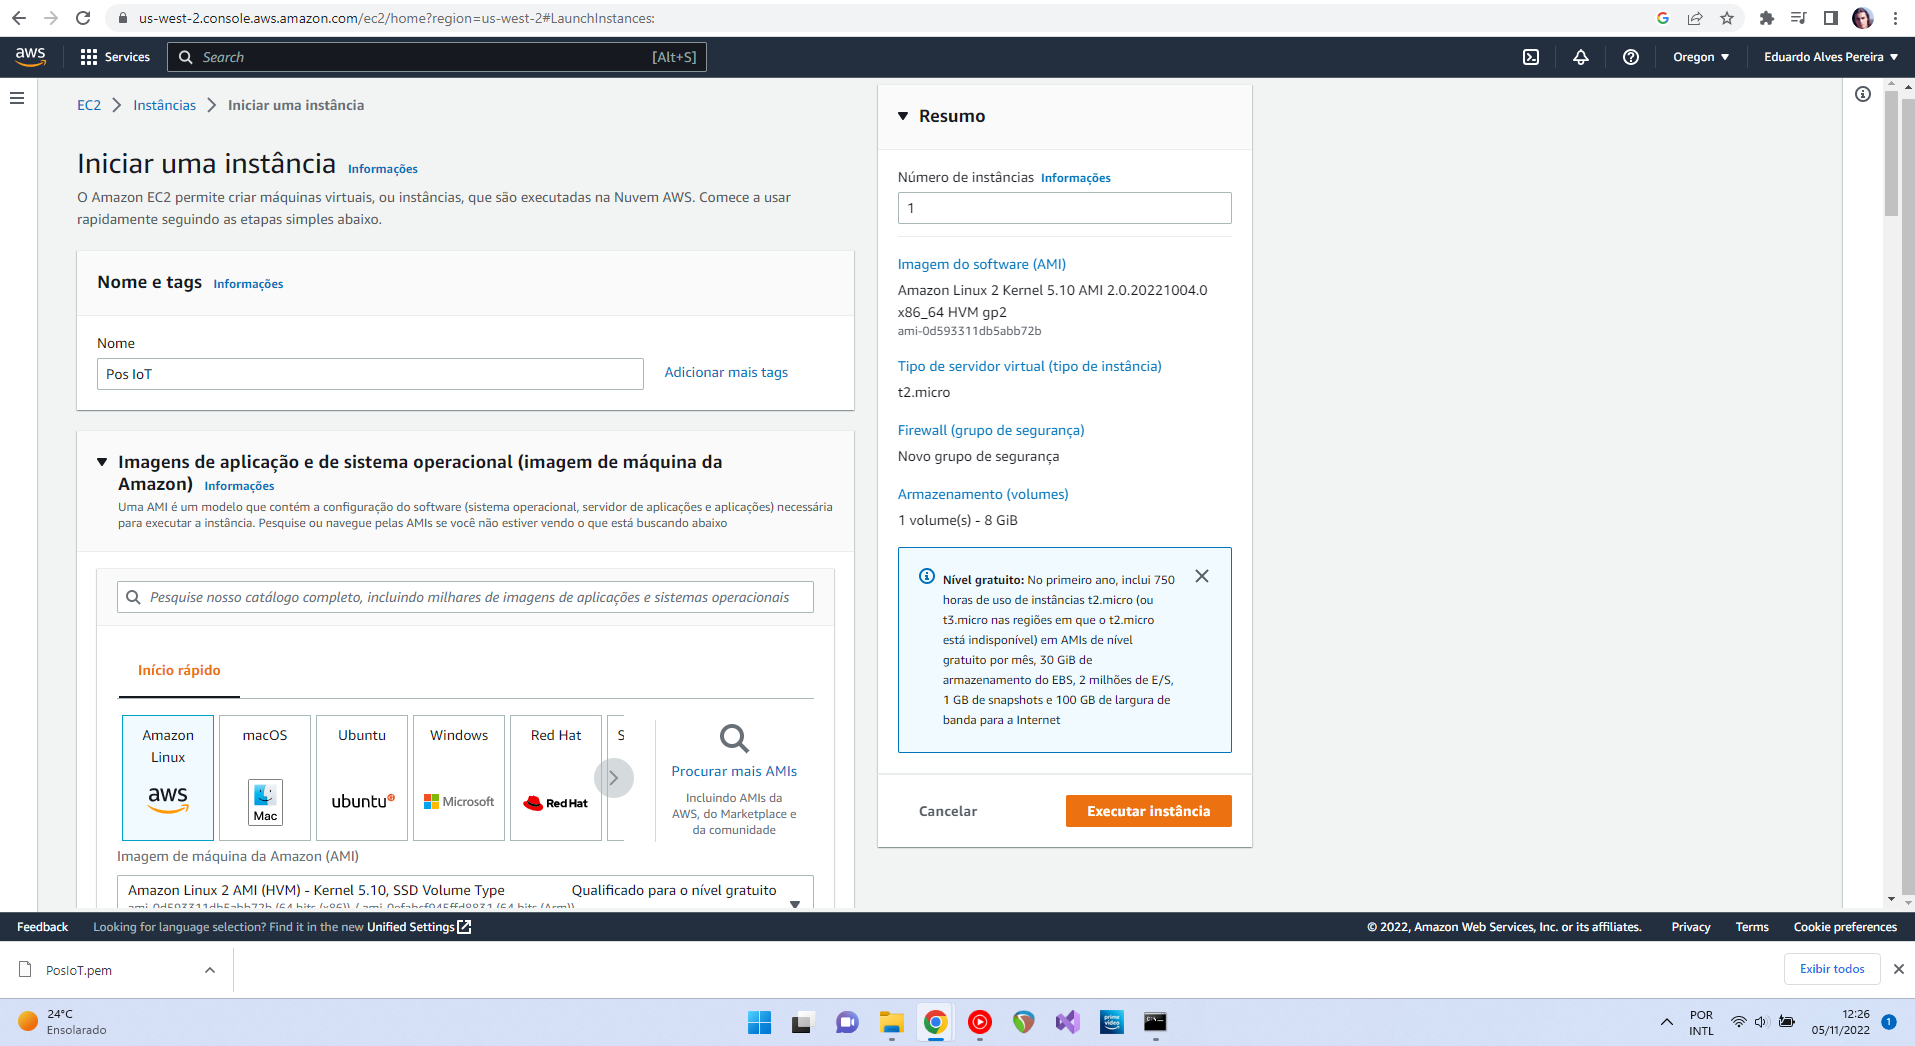 us-west-2.console.aws.amazon.com/ec2/home?region=us-west-2#LaunchInstances:
aws
Services
Search
[Alt+S]
Oregon
Eduardo Alves Pereira
EC2 > Instâncias > Iniciar uma instância
Iniciar uma instância Informações
O Amazon EC2 permite criar máquinas virtuais, ou instâncias, que são executadas na Nuvem AWS. Comece a usar
rapidamente seguindo as etapas simples abaixo.
Nome e tags Informações
Nome
Pos IoT
Adicionar mais tags
Imagens de aplicação e de sistema operacional (imagem de máquina da
Amazon) Informações
Uma AMI é um modelo que contém a configuração do software (sistema operacional, servidor de aplicações e aplicações) necessária
para executar a instância. Pesquise ou navegue pelas AMIs se você não estiver vendo o que está buscando abaixo
Pesquise nosso catálogo completo, incluindo milhares de imagens de aplicações e sistemas operacionais
Início rápido
Amazon
Linux
aws
macOS
Mac
Ubuntu
ubuntu
Windows
Microsoft
Red Hat
Red Hat
S
Procurar mais AMIs
Incluindo AMIs da
AWS, do Marketplace e
da comunidade
Imagem de máquina da Amazon (AMI)
Amazon Linux 2 AMI (HVM) - Kernel 5.10, SSD Volume Type
Qualificado para o nível gratuito
ami-0d593311db5abb72b (64 bits (x86)) / ami-0efabcf945ffd8831 (64 bits (Arm))
Resumo
Número de instâncias Informações
1
Imagem do software (AMI)
Amazon Linux 2 Kernel 5.10 AMI 2.0.20221004.0
x86_64 HVM gp2
ami-0d593311db5abb72b
Tipo de servidor virtual (tipo de instância)
t2.micro
Firewall (grupo de segurança)
Novo grupo de segurança
Armazenamento (volumes)
1 volume(s) - 8 GiB
Nível gratuito: No primeiro ano, inclui 750
horas de uso de instâncias t2.micro (ou
t3.micro nas regiões em que o t2.micro
está indisponível) em AMIs de nível
gratuito por mês, 30 GiB de
armazenamento do EBS, 2 milhões de E/S,
1 GB de snapshots e 100 GB de largura de
banda para a Internet
Cancelar
Executar instância
Feedback
Looking for language selection? Find it in the new Unified Settings
© 2022, Amazon Web Services, Inc. or its affiliates.
Privacy
Terms
Cookie preferences
PosIoT.pem
Exibir todos
24°C
Ensolarado
prime video
POR
INTL
12:26
05/11/2022
1